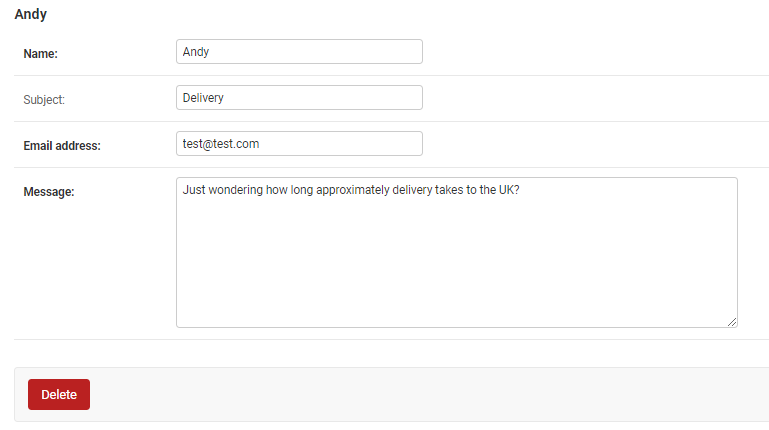 Andy
Name: Andy
Subject: Delivery
Email address: test@test.com
Message: Just wondering how long approximately delivery takes to the UK?
Delete